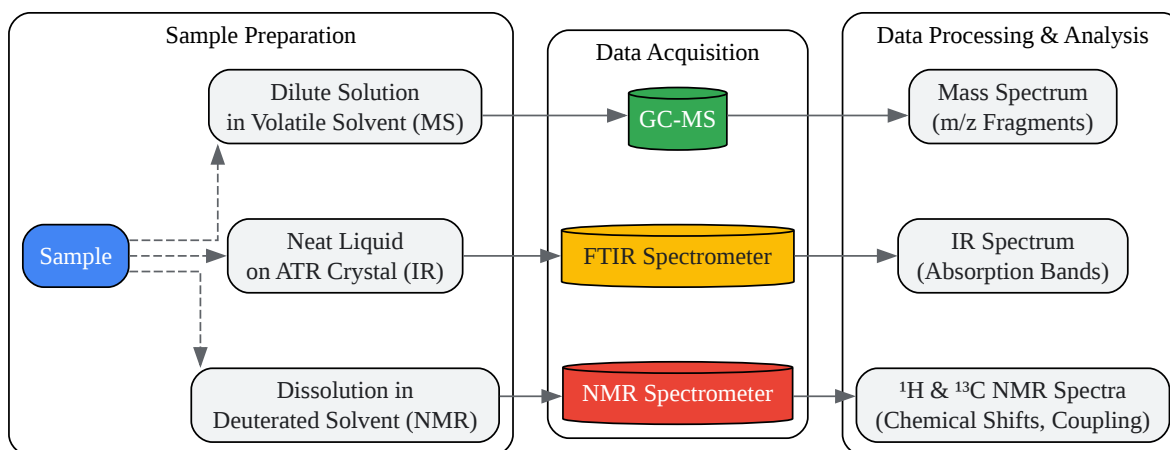 Sample Preparation
Dilute Solution
in Volatile Solvent (MS)
Sample
Neat Liquid
on ATR Crystal (IR)
Dissolution in
Deuterated Solvent (NMR)
Data Acquisition
GC-MS
FTIR Spectrometer
NMR Spectrometer
Data Processing & Analysis
Mass Spectrum
(m/z Fragments)
IR Spectrum
(Absorption Bands)
¹H & ¹³C NMR Spectra
(Chemical Shifts, Coupling)